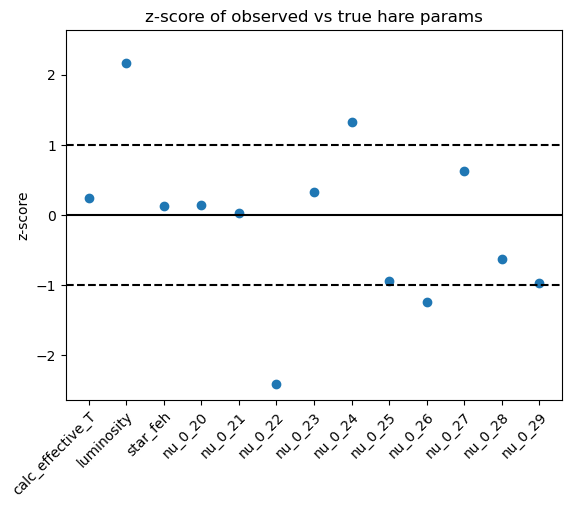 z-score of observed vs true hare params
z-score
2
1
0
−1
−2
calc_effective_T
luminosity
star_feh
nu_0_20
nu_0_21
nu_0_22
nu_0_23
nu_0_24
nu_0_25
nu_0_26
nu_0_27
nu_0_28
nu_0_29